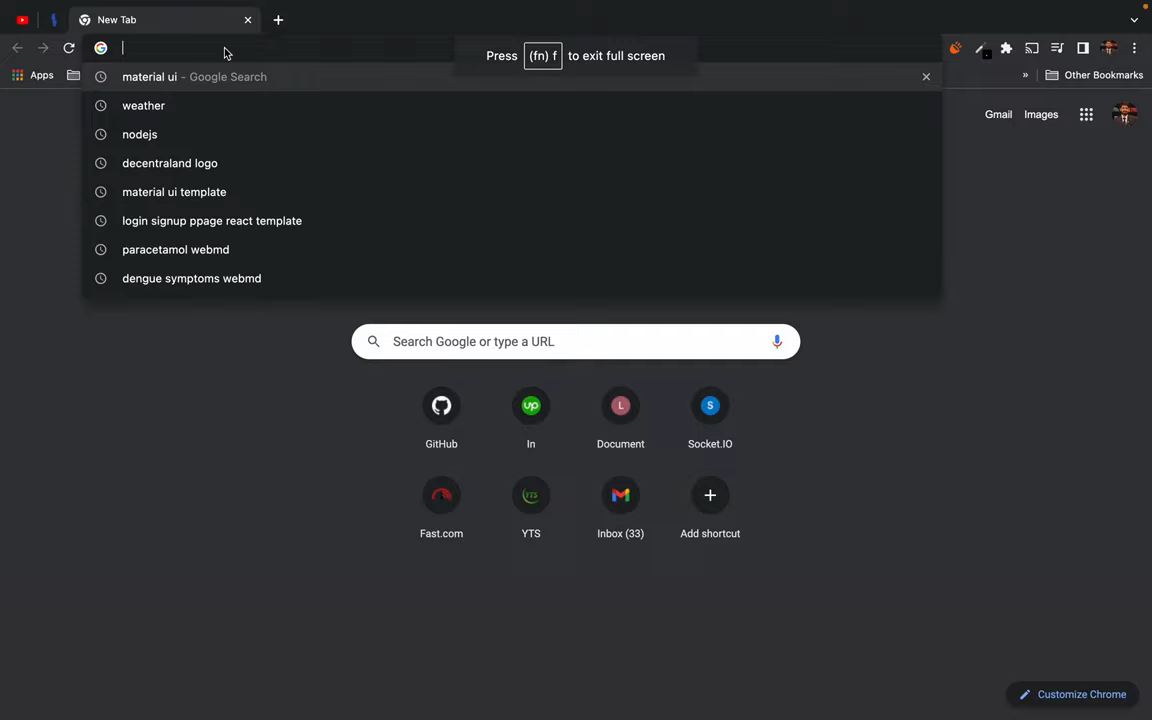 New Tab
Press (fn) f to exit full screen
material ui - Google Search
Apps
» Other Bookmarks
weather
Gmail Images
nodejs
decentraland logo
material ui template
login signup ppage react template
paracetamol webmd
dengue symptoms webmd
Search Google or type a URL
GitHub In Document Socket.IO
Fast.com YTS Inbox (33) Add shortcut
Customize Chrome
up
L
S
YTS